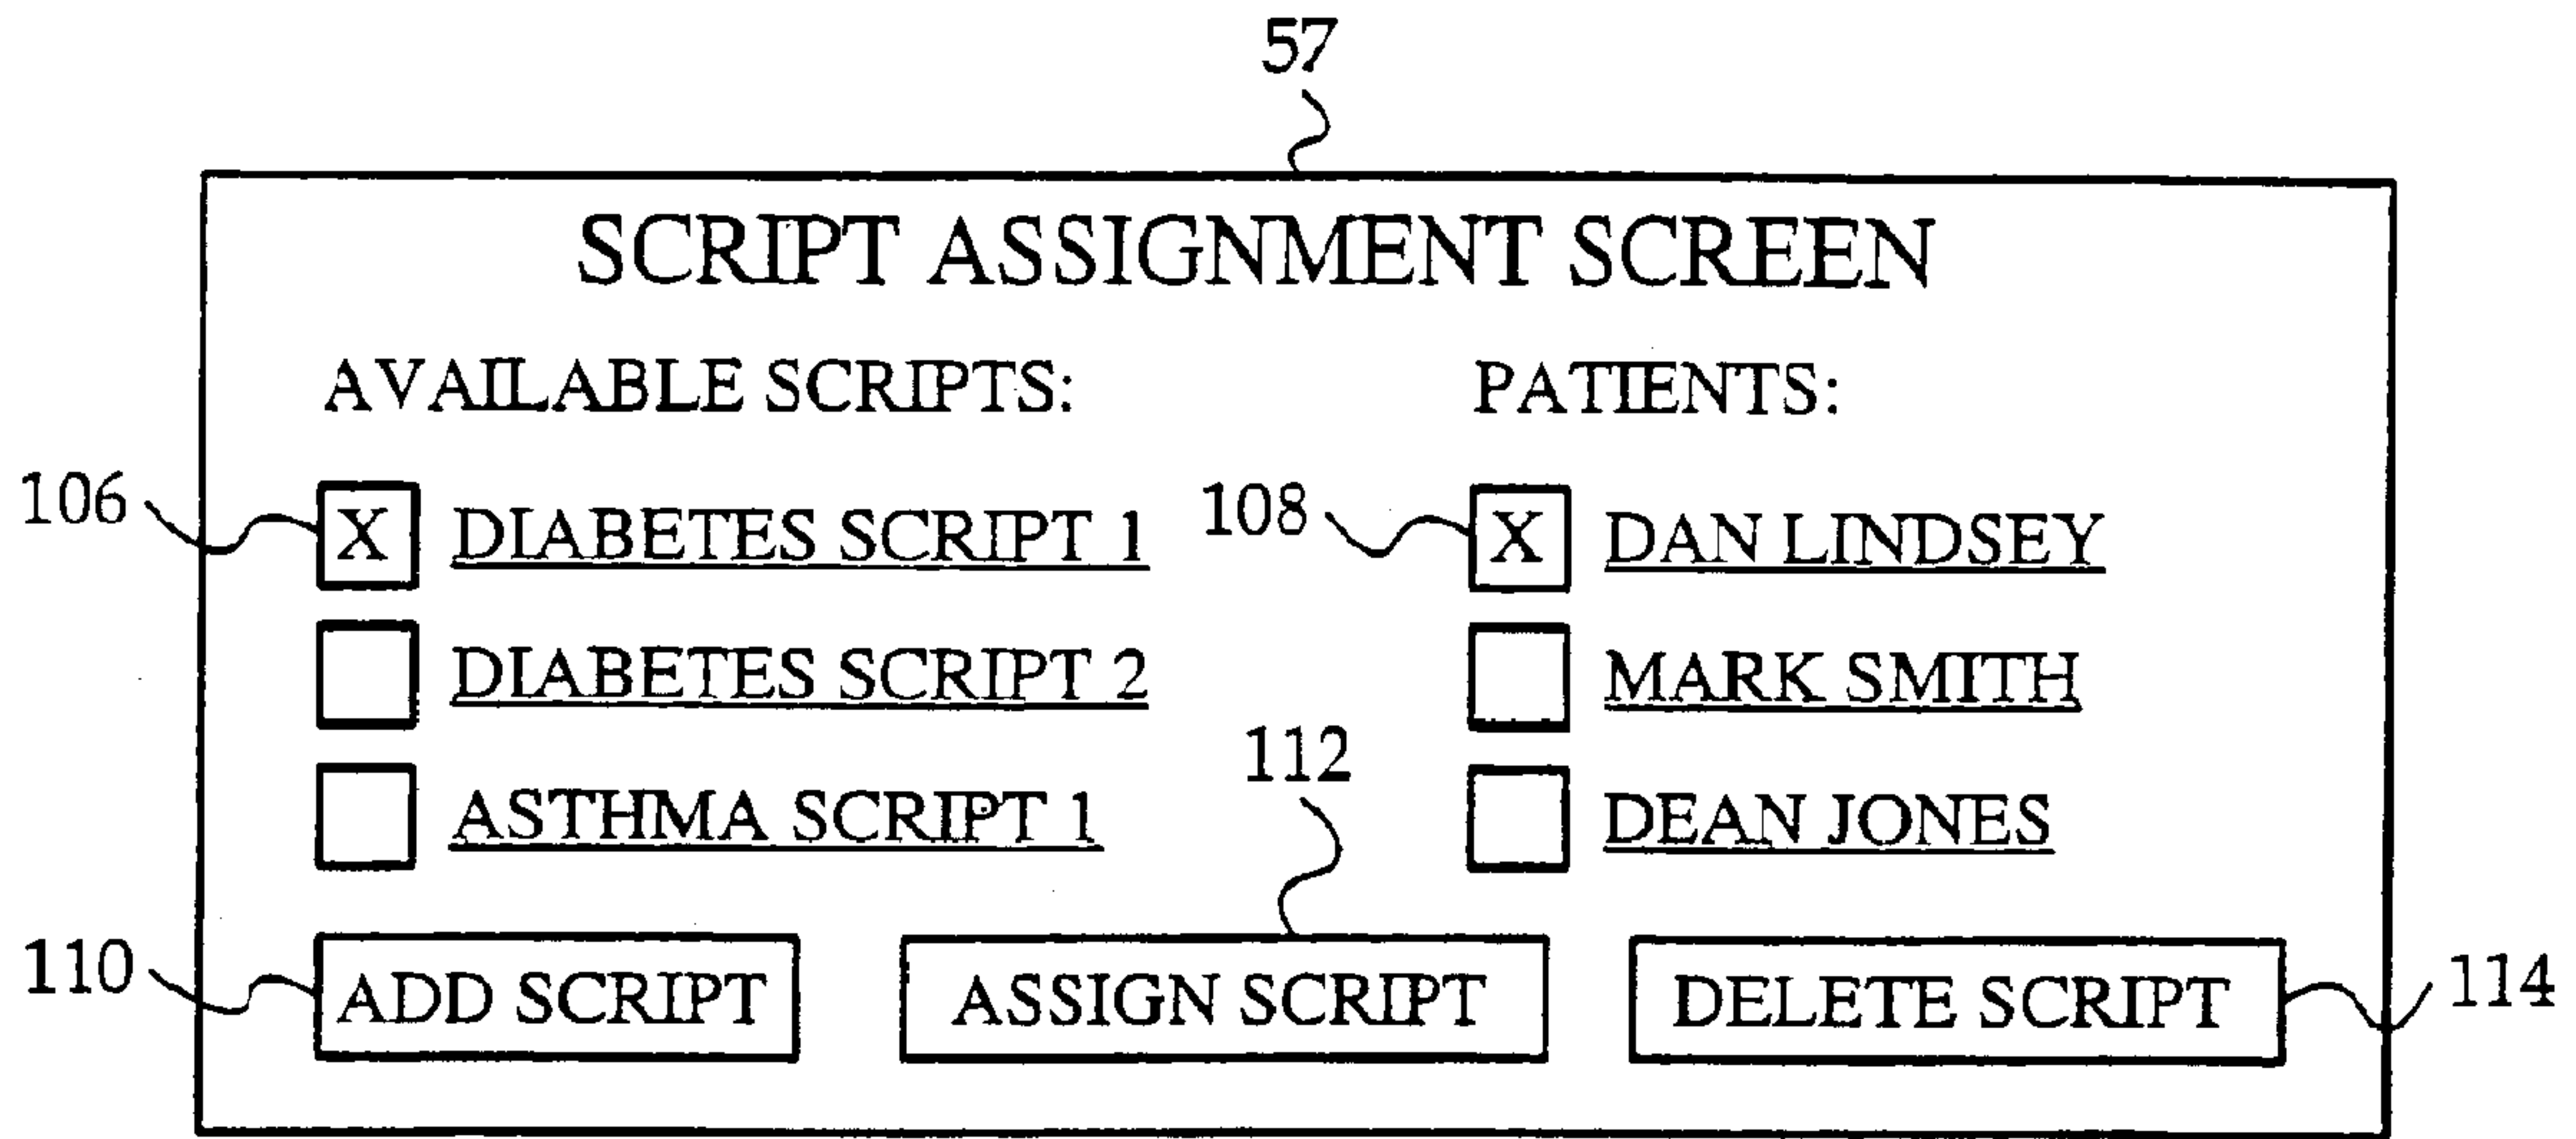 57
SCRIPT ASSIGNMENT SCREEN
AVAILABLE SCRIPTS: PATIENTS:
106 X DIABETES SCRIPT 1 108 X DAN LINDSEY
DIABETES SCRIPT 2 MARK SMITH
112
ASTHMA SCRIPT 1 DEAN JONES
110 ADD SCRIPT ASSIGN SCRIPT DELETE SCRIPT 114